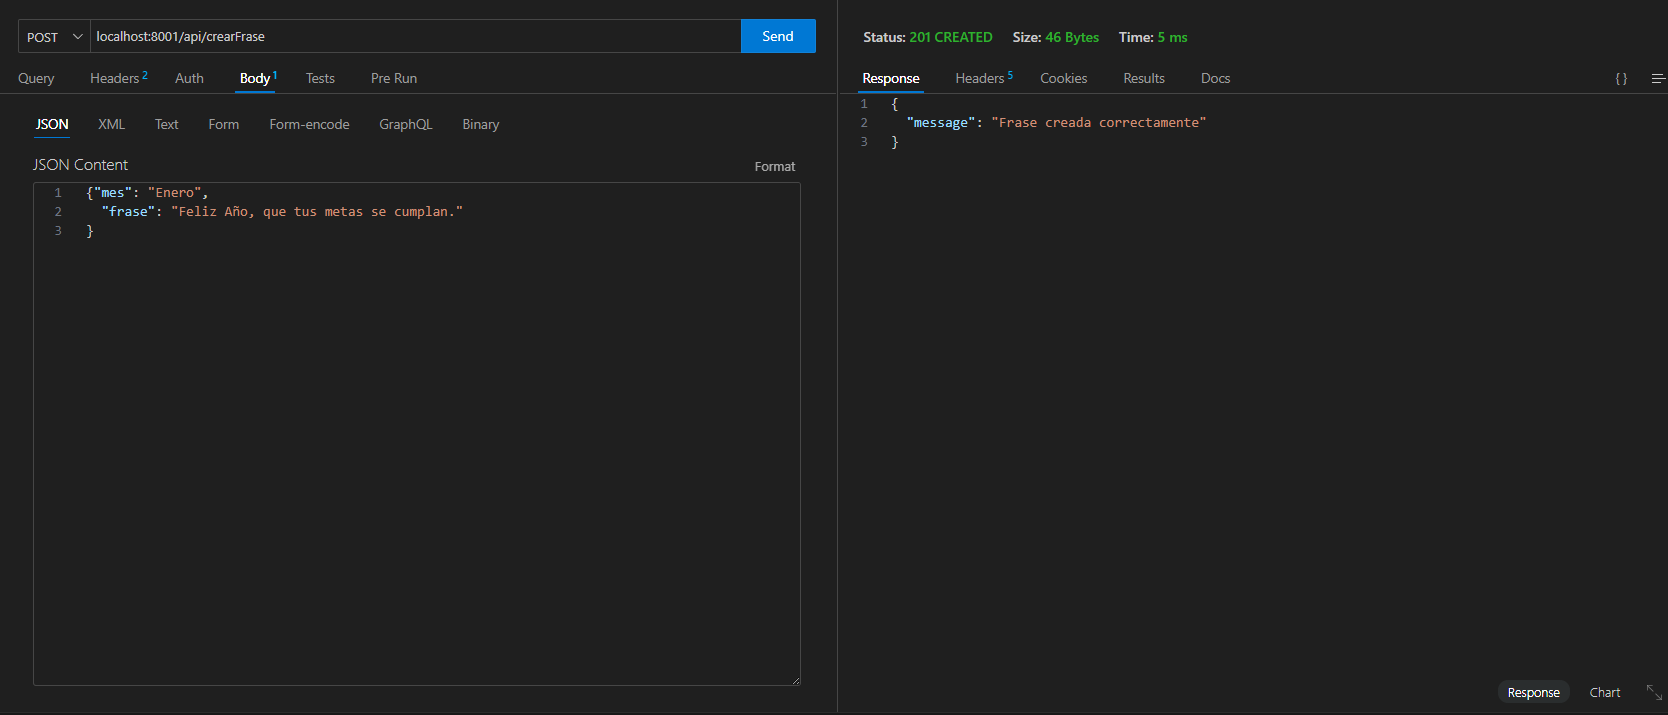 POST localhost:8001/api/crearFrase Send
Query Headers 2 Auth Body 1 Tests Pre Run
JSON XML Text Form Form-encode GraphQL Binary
JSON Content
Format
1 {"mes": "Enero",
2 "frase": "Feliz Año, que tus metas se cumplan."
3 }
Status: 201 CREATED Size: 46 Bytes Time: 5 ms
Response Headers 5 Cookies Results Docs { }
1 {
2 "message": "Frase creada correctamente"
3 }
Response Chart